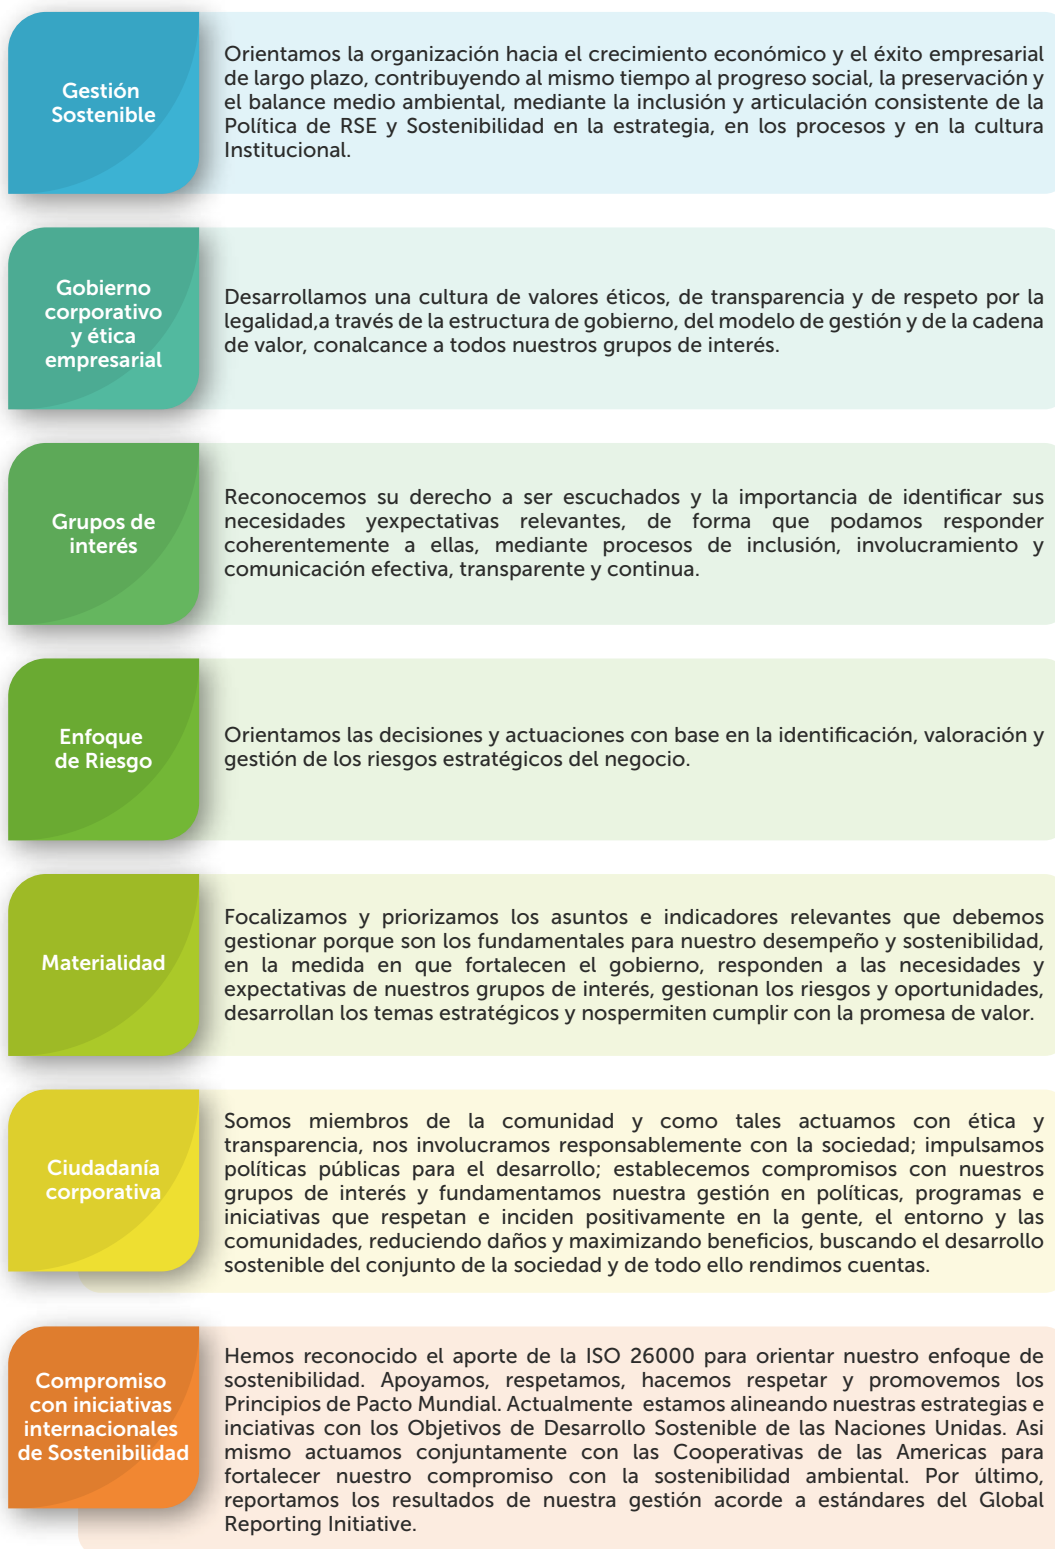 Gestión
Sostenible
Orientamos la organización hacia el crecimiento económico y el éxito empresarial
de largo plazo, contribuyendo al mismo tiempo al progreso social, la preservación y
el balance medio ambiental, mediante la inclusión y articulación consistente de la
Política de RSE y Sostenibilidad en la estrategia, en los procesos y en la cultura
Institucional.
Gobierno
corporativo
y ética
empresarial
Desarrollamos una cultura de valores éticos, de transparencia y de respeto por la
legalidad,a través de la estructura de gobierno, del modelo de gestión y de la cadena
de valor, conalcance a todos nuestros grupos de interés.
Grupos de
interés
Reconocemos su derecho a ser escuchados y la importancia de identificar sus
necesidades yexpectativas relevantes, de forma que podamos responder
coherentemente a ellas, mediante procesos de inclusión, involucramiento y
comunicación efectiva, transparente y continua.
Enfoque
de Riesgo
Orientamos las decisiones y actuaciones con base en la identificación, valoración y
gestión de los riesgos estratégicos del negocio.
Materialidad
Focalizamos y priorizamos los asuntos e indicadores relevantes que debemos
gestionar porque son los fundamentales para nuestro desempeño y sostenibilidad,
en la medida en que fortalecen el gobierno, responden a las necesidades y
expectativas de nuestros grupos de interés, gestionan los riesgos y oportunidades,
desarrollan los temas estratégicos y nospermiten cumplir con la promesa de valor.
Ciudadanía
corporativa
Somos miembros de la comunidad y como tales actuamos con ética y
transparencia, nos involucramos responsablemente con la sociedad; impulsamos
políticas públicas para el desarrollo; establecemos compromisos con nuestros
grupos de interés y fundamentamos nuestra gestión en políticas, programas e
iniciativas que respetan e inciden positivamente en la gente, el entorno y las
comunidades, reduciendo daños y maximizando beneficios, buscando el desarrollo
sostenible del conjunto de la sociedad y de todo ello rendimos cuentas.
Compromiso
con iniciativas
internacionales
de Sostenibilidad
Hemos reconocido el aporte de la ISO 26000 para orientar nuestro enfoque de
sostenibilidad. Apoyamos, respetamos, hacemos respetar y promovemos los
Principios de Pacto Mundial. Actualmente estamos alineando nuestras estrategias e
inciativas con los Objetivos de Desarrollo Sostenible de las Naciones Unidas. Asi
mismo actuamos conjuntamente con las Cooperativas de las Americas para
fortalecer nuestro compromiso con la sostenibilidad ambiental. Por último,
reportamos los resultados de nuestra gestión acorde a estándares del Global
Reporting Initiative.